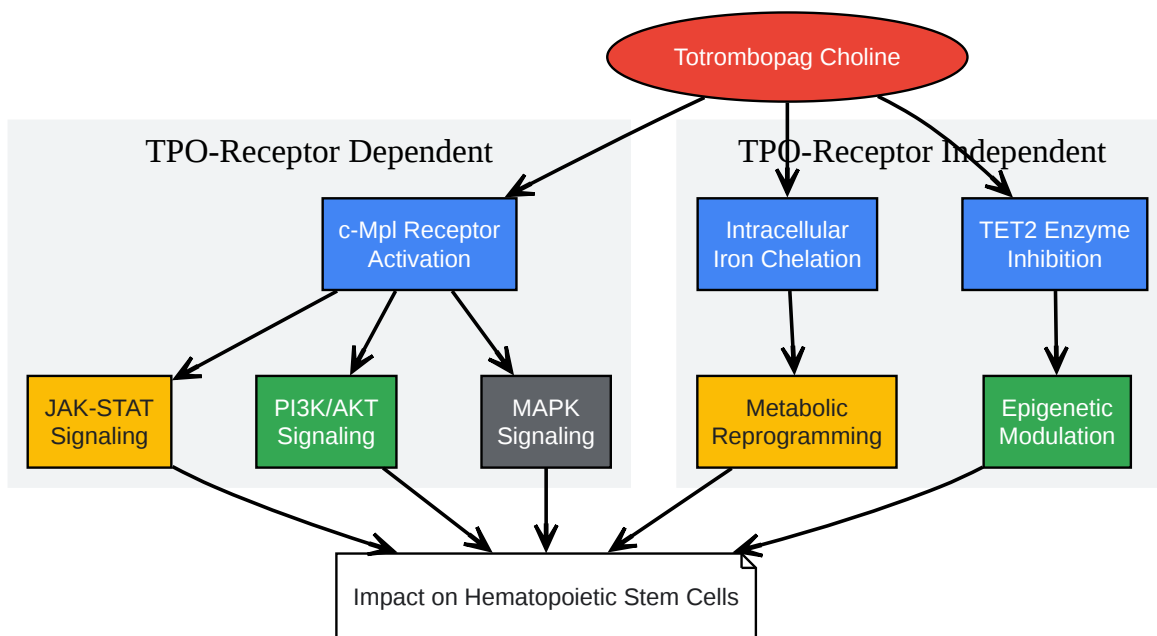 Totrombopag Choline
TPO-Receptor Dependent
TPO-Receptor Independent
c-Mpl Receptor
Activation
Intracellular
Iron Chelation
TET2 Enzyme
Inhibition
JAK-STAT
Signaling
PI3K/AKT
Signaling
MAPK
Signaling
Metabolic
Reprogramming
Epigenetic
Modulation
Impact on Hematopoietic Stem Cells